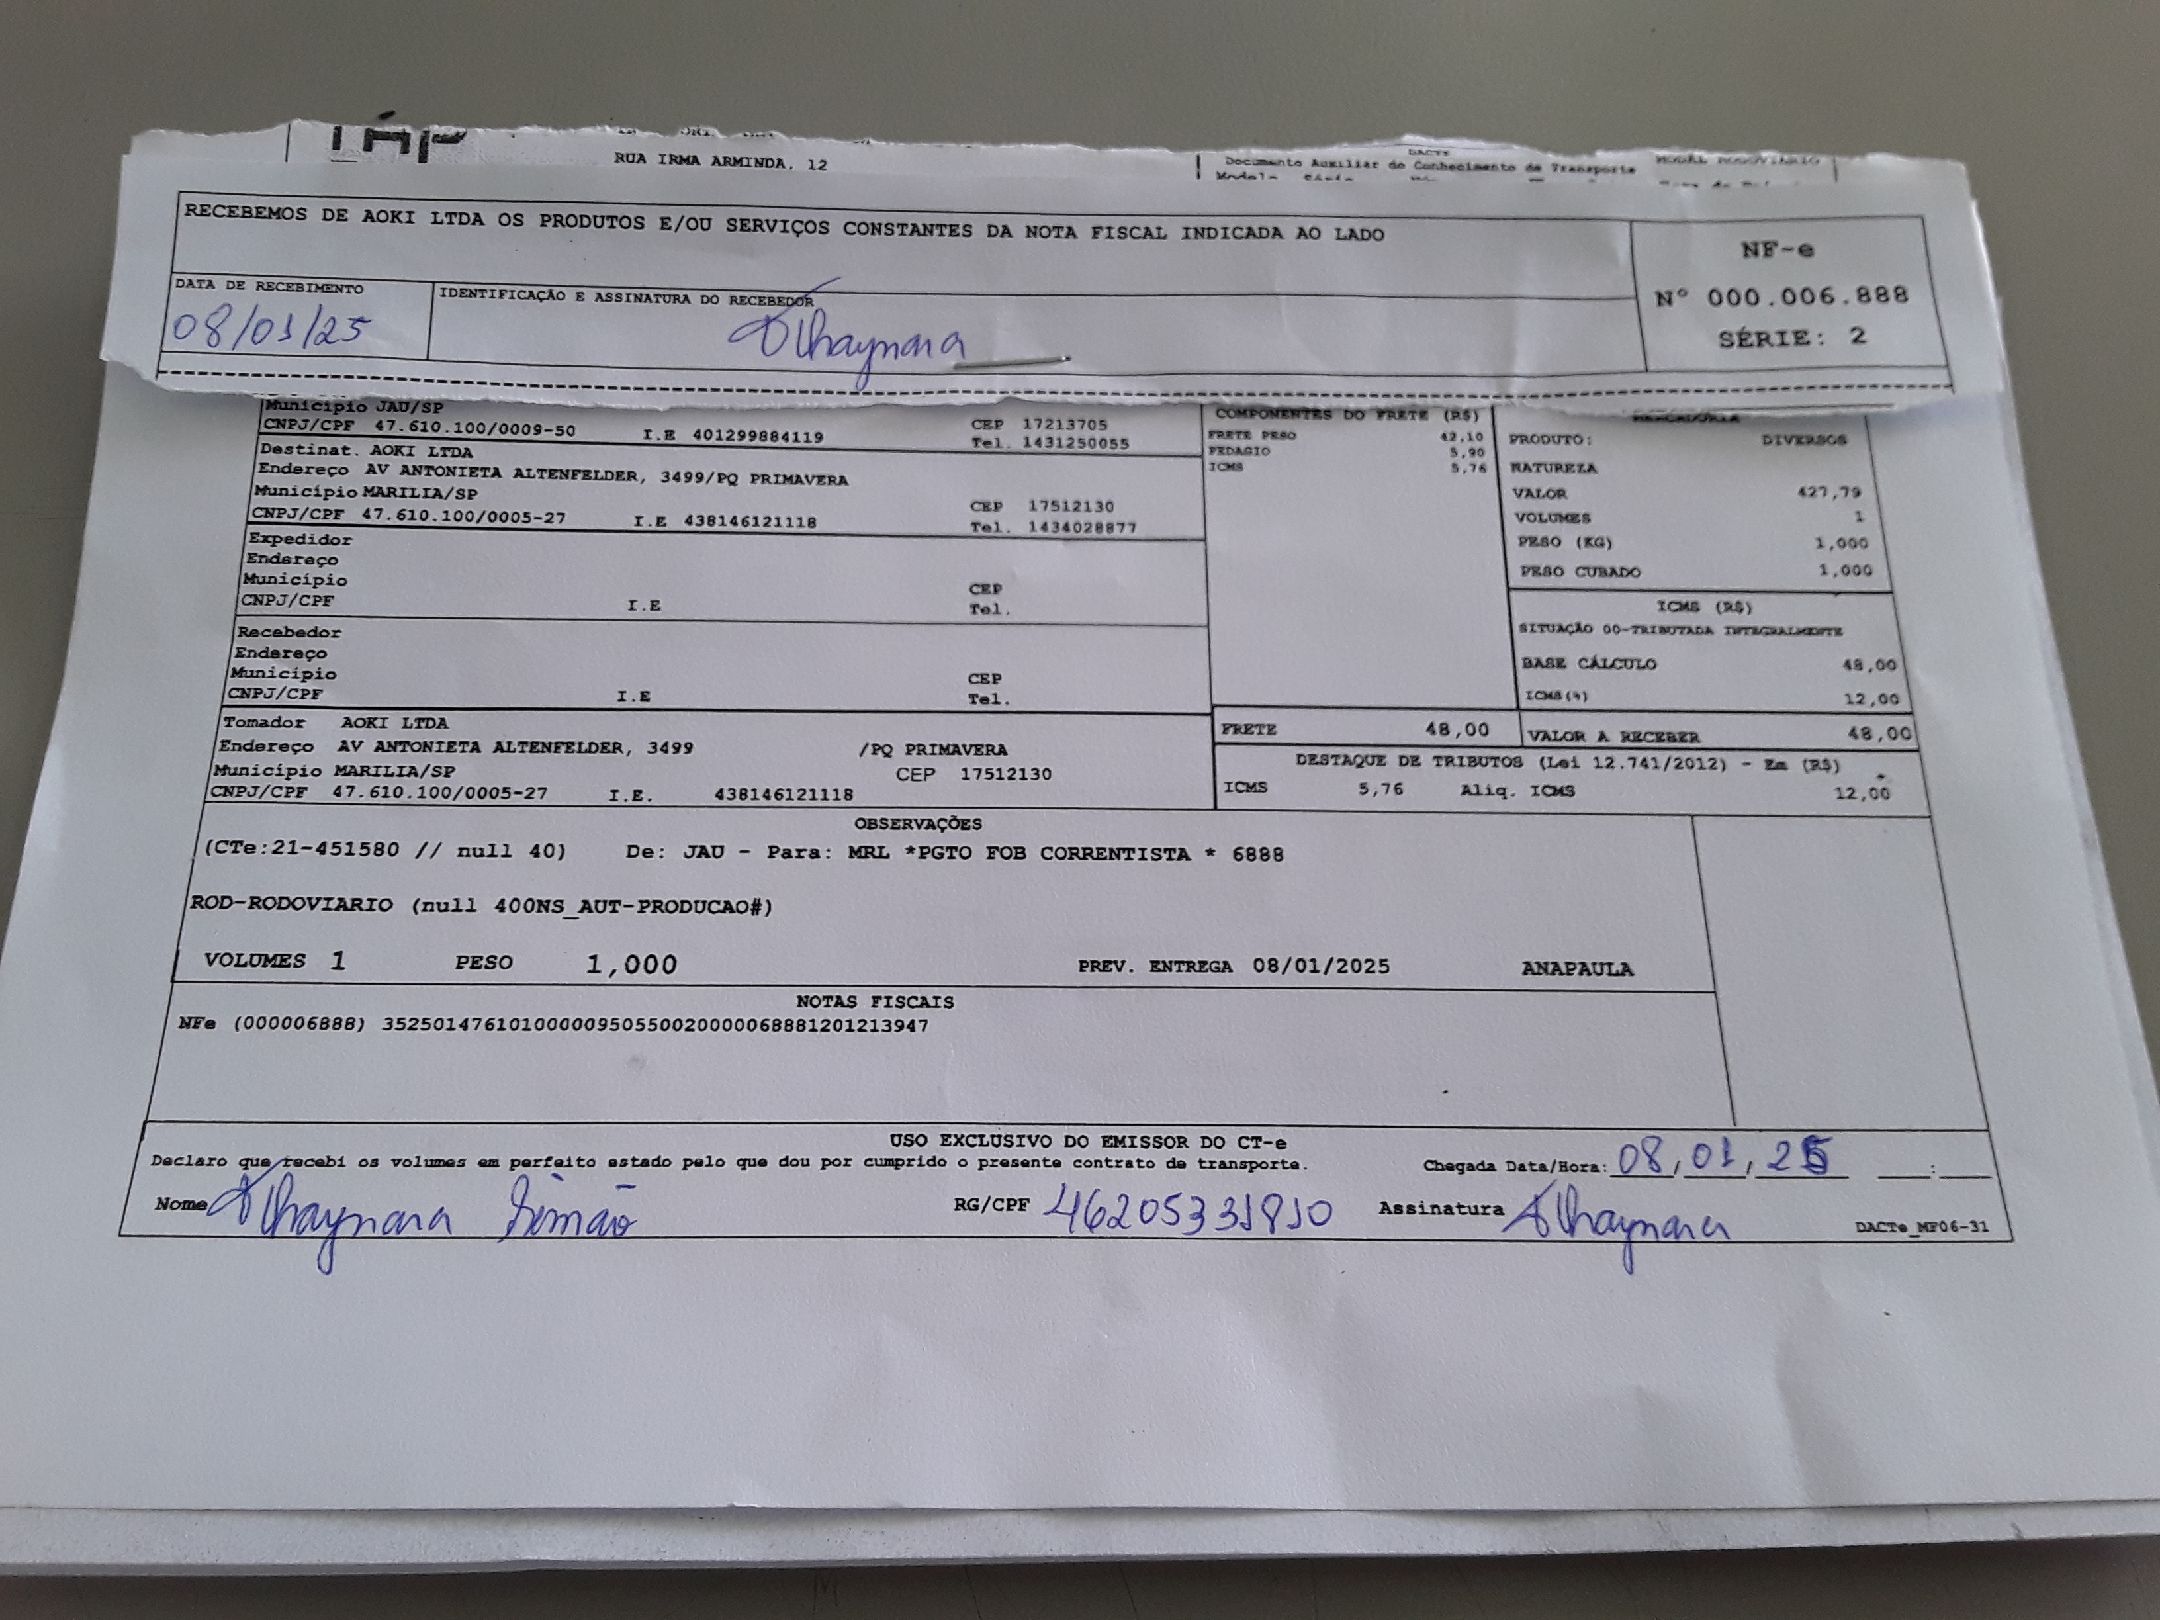 RUA IRMA ARMINDA, 12
DACTE
Documento Auxiliar do Conhecimento de Transporte
MODAL RODOVIÁRIO
RECEBEMOS DE AOKI LTDA OS PRODUTOS E/OU SERVIÇOS CONSTANTES DA NOTA FISCAL INDICADA AO LADO
NF-e
Nº 000.006.888
SÉRIE: 2
DATA DE RECEBIMENTO
08/01/25
IDENTIFICAÇÃO E ASSINATURA DO RECEBEDOR
Thaynara
Município JAU/SP CEP 17213705
CNPJ/CPF 47.610.100/0009-50 I.E 401299884119 Tel. 1431250055
Destinat. AOKI LTDA
Endereço AV ANTONIETA ALTENFELDER, 3499/PQ PRIMAVERA
Município MARILIA/SP CEP 17512130
CNPJ/CPF 47.610.100/0005-27 I.E 438146121118 Tel. 1434028877
Expedidor
Endereço
Município CEP
CNPJ/CPF I.E Tel.
Recebedor
Endereço
Município CEP
CNPJ/CPF I.E Tel.
Tomador AOKI LTDA
Endereço AV ANTONIETA ALTENFELDER, 3499 /PQ PRIMAVERA
Município MARILIA/SP CEP 17512130
CNPJ/CPF 47.610.100/0005-27 I.E. 438146121118
COMPONENTES DO FRETE (R$)
FRETE PESO 42,10
PEDAGIO 5,90
ICMS 5,76
FRETE 48,00
MERCADORIA
PRODUTO: DIVERSOS
NATUREZA
VALOR 427,79
VOLUMES 1
PESO (KG) 1,000
PESO CUBADO 1,000
ICMS (R$)
SITUAÇÃO 00-TRIBUTADA INTEGRALMENTE
BASE CÁLCULO 48,00
ICMS(%) 12,00
VALOR A RECEBER 48,00
DESTAQUE DE TRIBUTOS (Lei 12.741/2012) - Em (R$)
ICMS 5,76 Aliq. ICMS 12,00
OBSERVAÇÕES
(CTe:21-451580 // null 40) De: JAU - Para: MRL *PGTO FOB CORRENTISTA * 6888
ROD-RODOVIARIO (null 400NS_AUT-PRODUCAO#)
VOLUMES 1 PESO 1,000 PREV. ENTREGA 08/01/2025 ANAPAULA
NOTAS FISCAIS
NFe (000006888) 35250147610100000950550020000068881201213947
USO EXCLUSIVO DO EMISSOR DO CT-e
Declaro que recebi os volumes em perfeito estado pelo que dou por cumprido o presente contrato de transporte.
Chegada Data/Hora: 08/01/25 __:__
Nome Thaynara Simão RG/CPF 46205331810 Assinatura Thaynara
DACTe_MF06-31